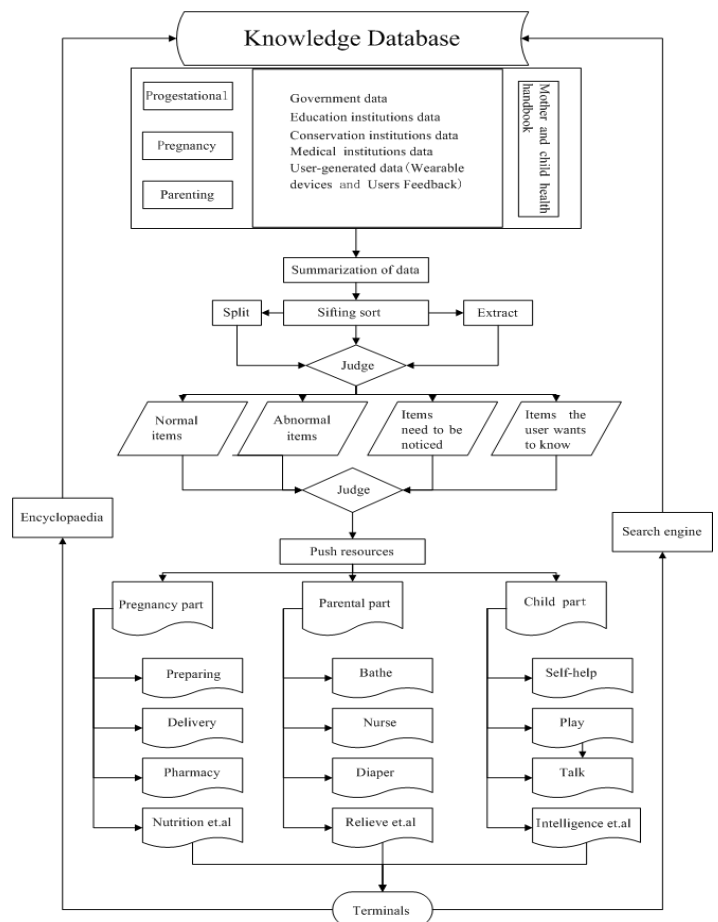 Knowledge Database
Progestational
Pregnancy
Parenting
Government data
Education institutions data
Conservation institutions data
Medical institutions data
User-generated data (Wearable
devices and Users Feedback)
Mother and child health
handbook
Summarization of data
Split
Sifting sort
Extract
Judge
Normal
items
Abnormal
items
Items
need to be
noticed
Items the
user wants
to know
Judge
Encyclopaedia
Search engine
Push resources
Pregnancy part
Parental part
Child part
Preparing
Bathe
Self-help
Delivery
Nurse
Play
Pharmacy
Diaper
Talk
Nutrition et.al
Relieve et.al
Intelligence et.al
Terminals